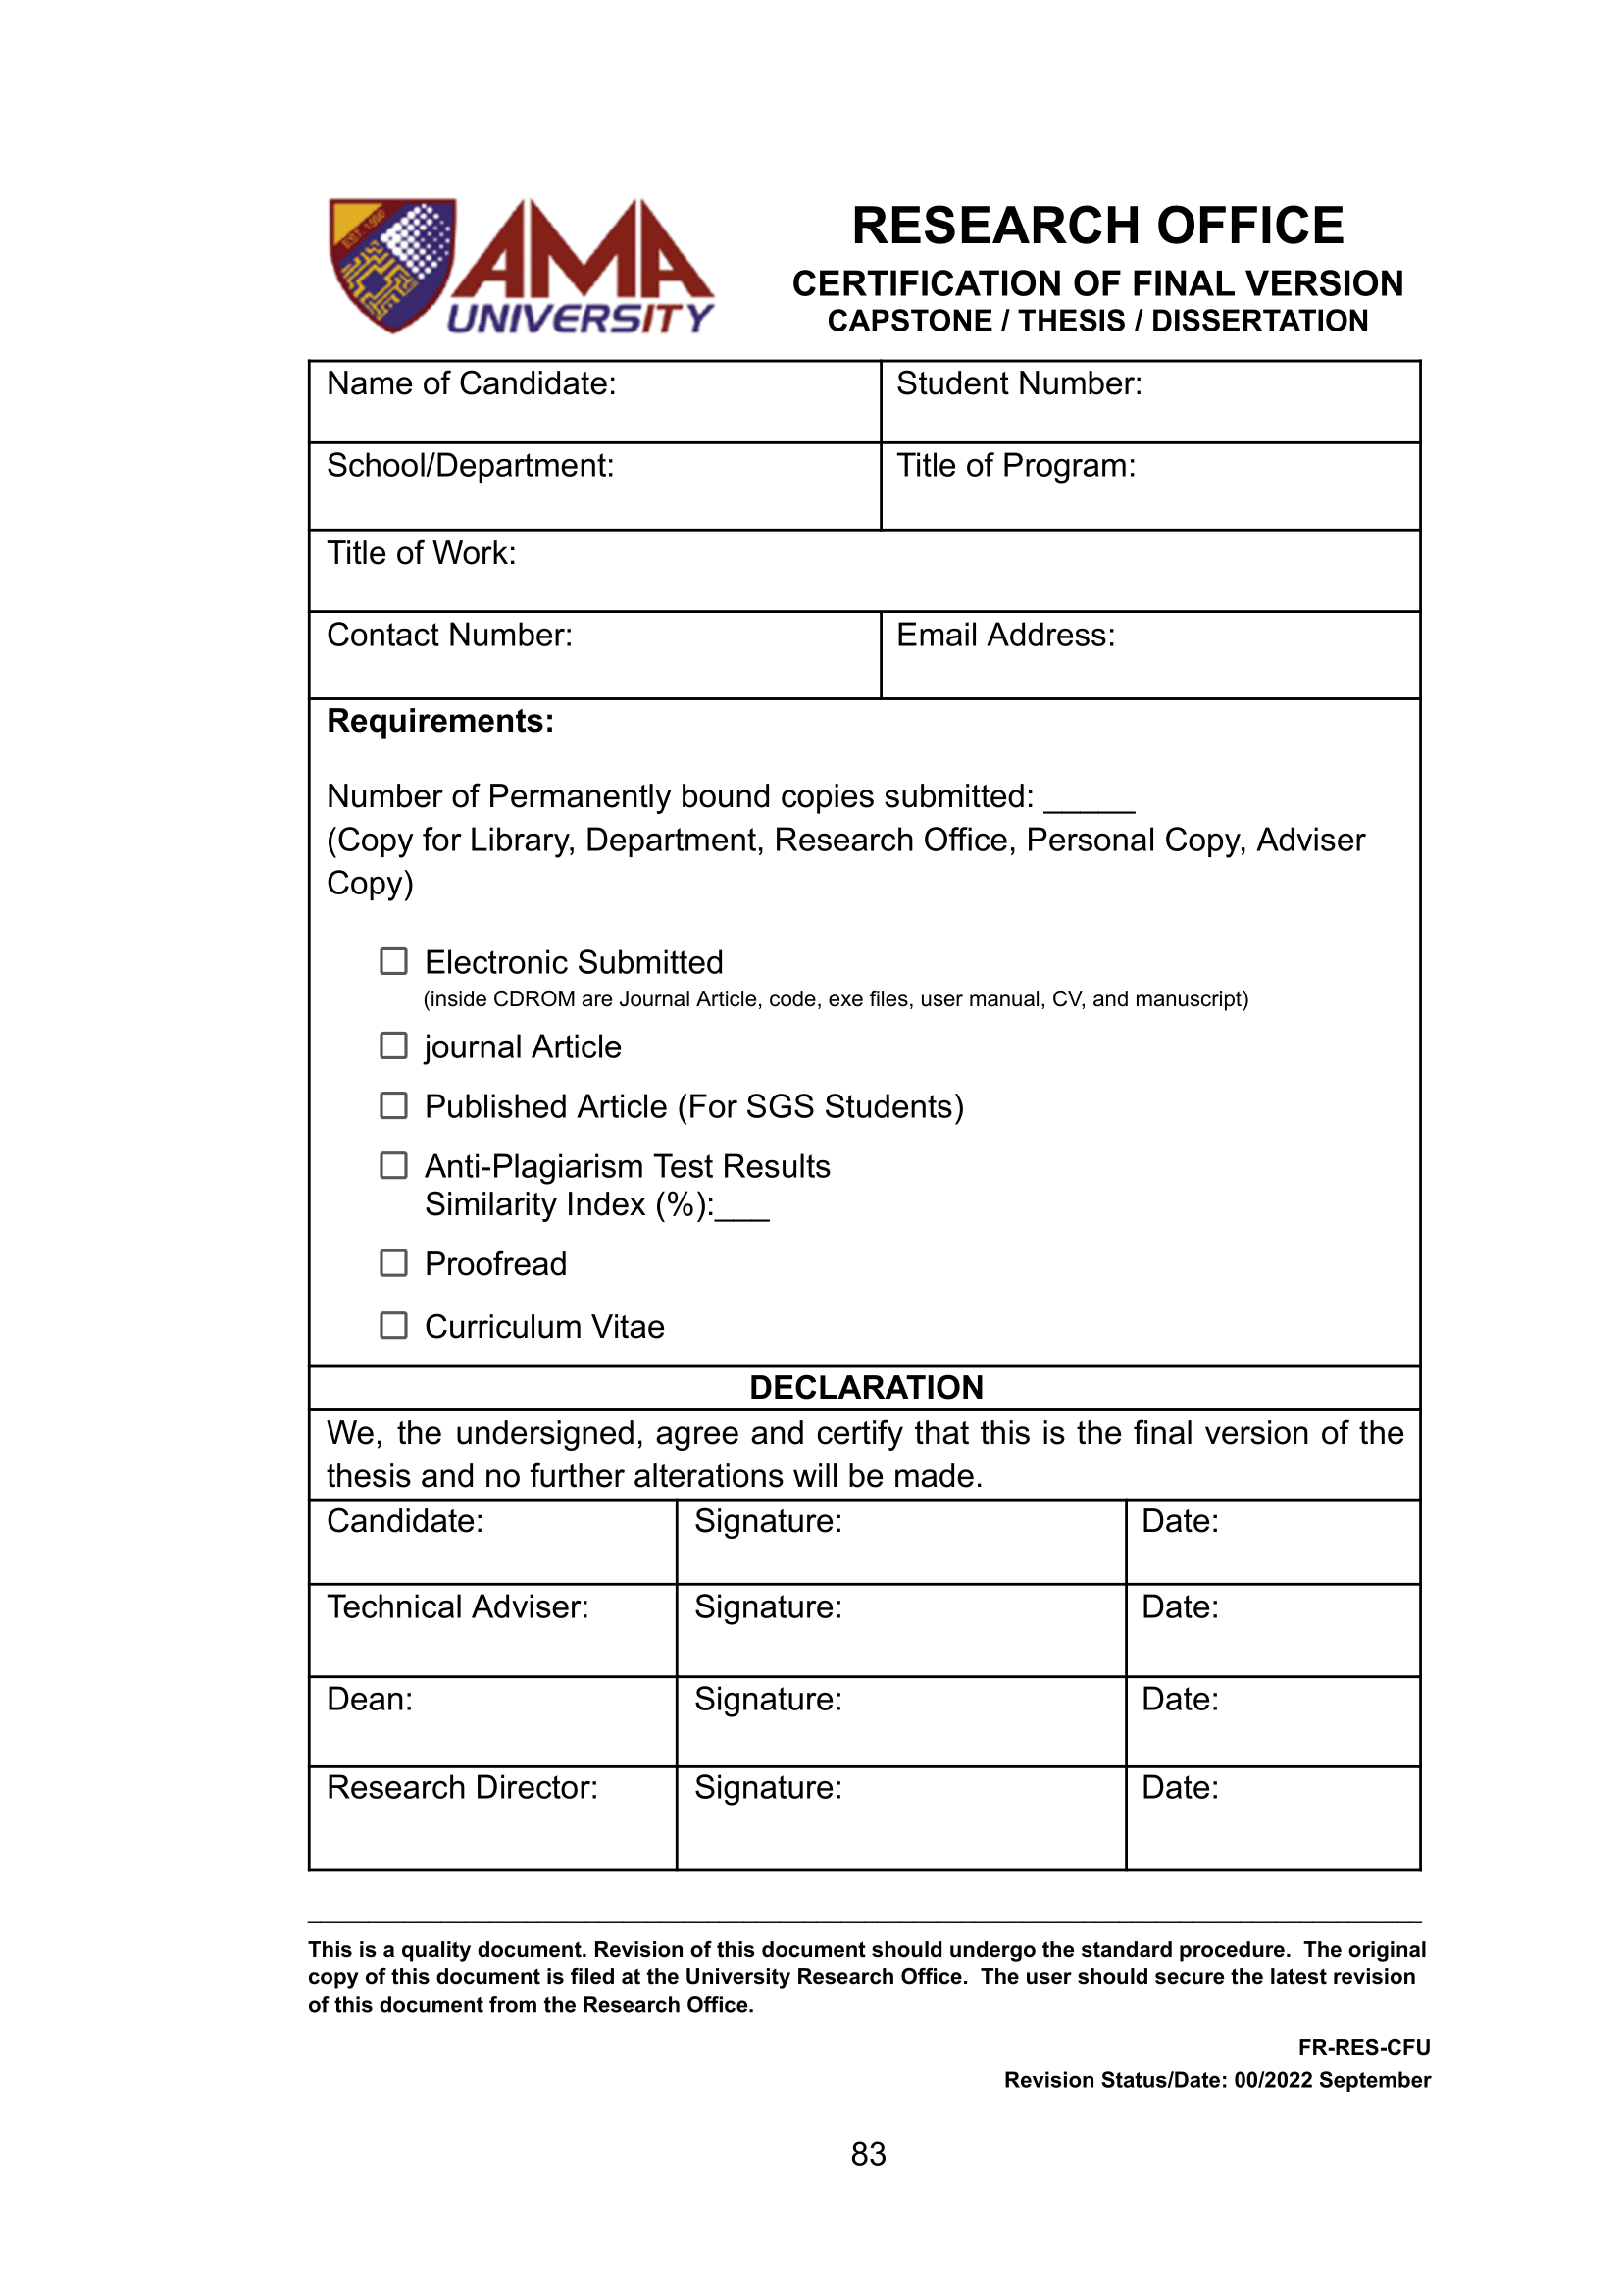 EST. 1980
AMA
UNIVERSITY
RESEARCH OFFICE
CERTIFICATION OF FINAL VERSION
CAPSTONE / THESIS / DISSERTATION
Name of Candidate:
Student Number:
School/Department:
Title of Program:
Title of Work:
Contact Number:
Email Address:
Requirements:
Number of Permanently bound copies submitted: _____
(Copy for Library, Department, Research Office, Personal Copy, Adviser
Copy)
Electronic Submitted
(inside CDROM are Journal Article, code, exe files, user manual, CV, and manuscript)
journal Article
Published Article (For SGS Students)
Anti-Plagiarism Test Results
Similarity Index (%):___
Proofread
Curriculum Vitae
DECLARATION
We, the undersigned, agree and certify that this is the final version of the
thesis and no further alterations will be made.
Candidate:
Signature:
Date:
Technical Adviser:
Signature:
Date:
Dean:
Signature:
Date:
Research Director:
Signature:
Date:
This is a quality document. Revision of this document should undergo the standard procedure.  The original
copy of this document is filed at the University Research Office.  The user should secure the latest revision
of this document from the Research Office.
FR-RES-CFU
Revision Status/Date: 00/2022 September
83